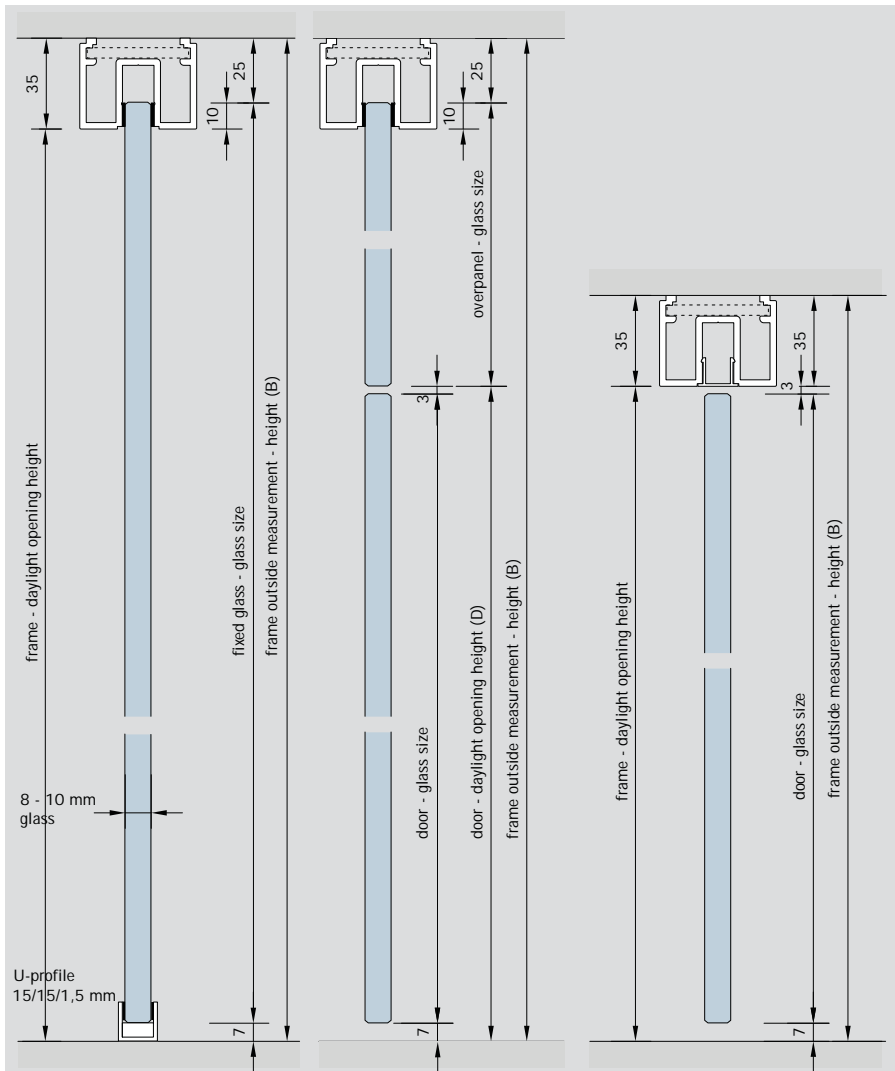 35
25
10
frame - daylight opening height
fixed glass - glass size
frame outside measurement - height (B)
8 - 10 mm
glass
U-profile
15/15/1,5 mm
7
25
10
overpanel - glass size
3
door - glass size
door - daylight opening height (D)
frame outside measurement - height (B)
7
35
35
3
frame - daylight opening height
door - glass size
frame outside measurement - height (B)
7